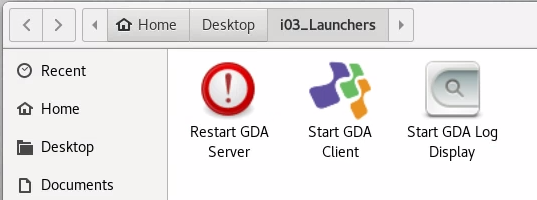 Home Desktop i03_Launchers
Recent
Home
Desktop
Documents
Restart GDA
Server
Start GDA
Client
Start GDA Log
Display